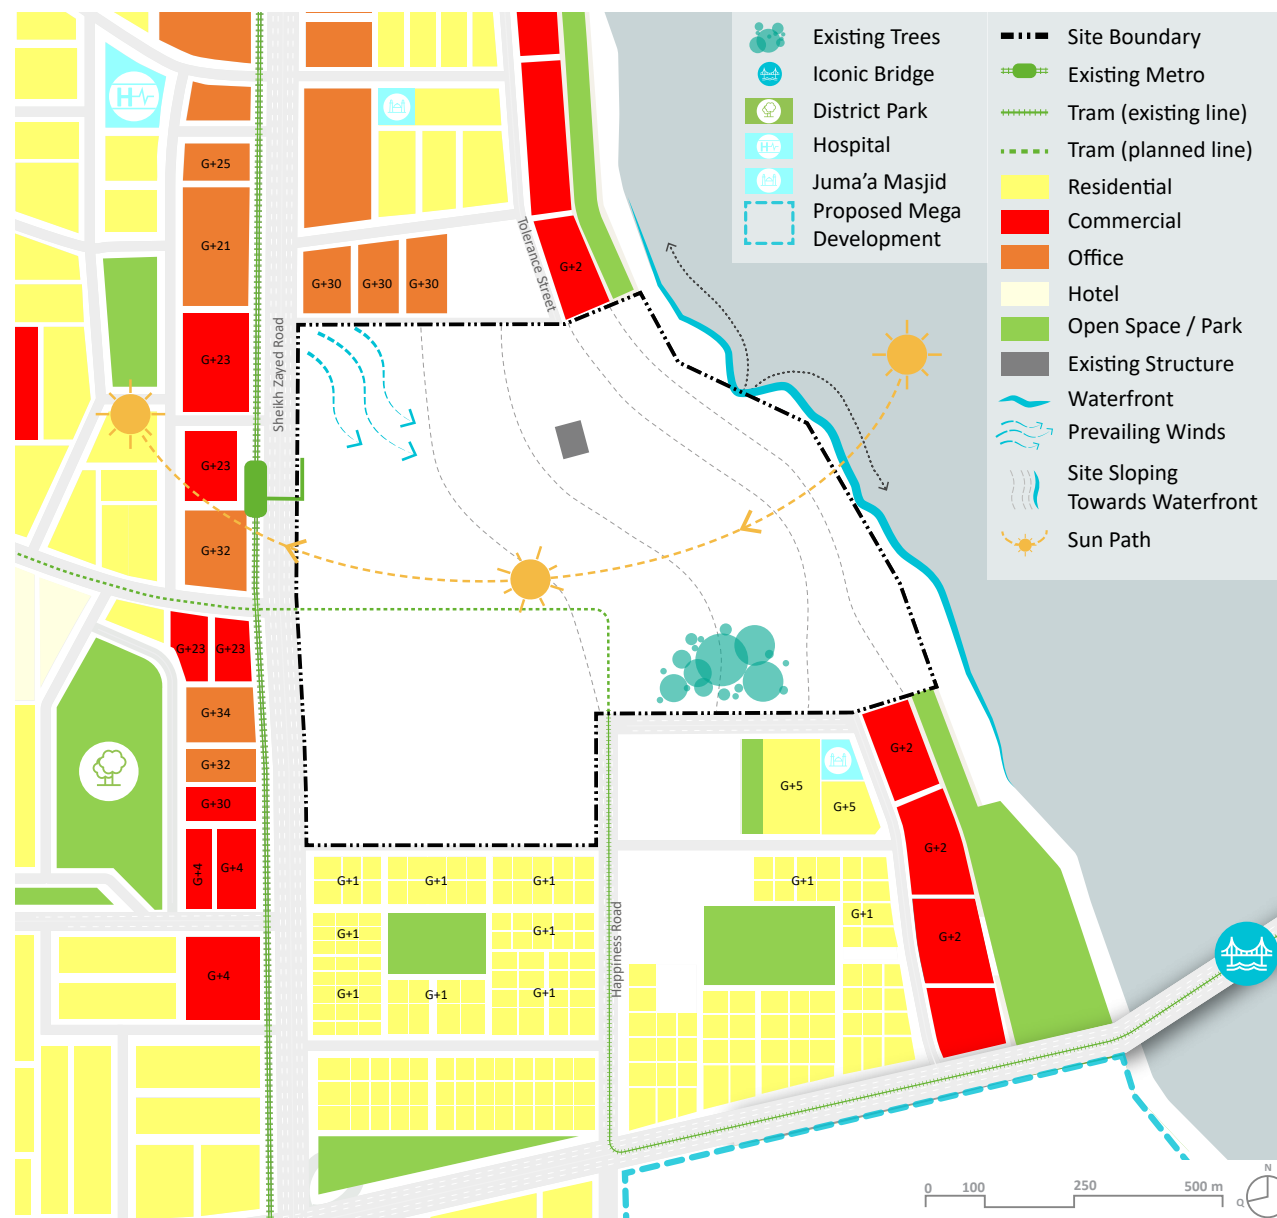 Existing Trees
Iconic Bridge
District Park
Hospital
Juma'a Masjid
Proposed Mega
Development
Site Boundary
Existing Metro
Tram (existing line)
Tram (planned line)
Residential
Commercial
Office
Hotel
Open Space / Park
Existing Structure
Waterfront
Prevailing Winds
Site Sloping
Towards Waterfront
Sun Path
H
H
G+25
G+21
G+30
G+30
G+30
G+2
Tolerance Street
Sheikh Zayed Road
G+23
G+23
G+32
G+23
G+23
G+34
G+32
G+30
G+4
G+4
G+4
G+2
G+5
G+5
G+2
G+1
G+1
G+1
G+1
G+1
G+1
G+1
G+2
G+1
G+1
G+1
Happiness Road
0 100 250 500 m
N
Q